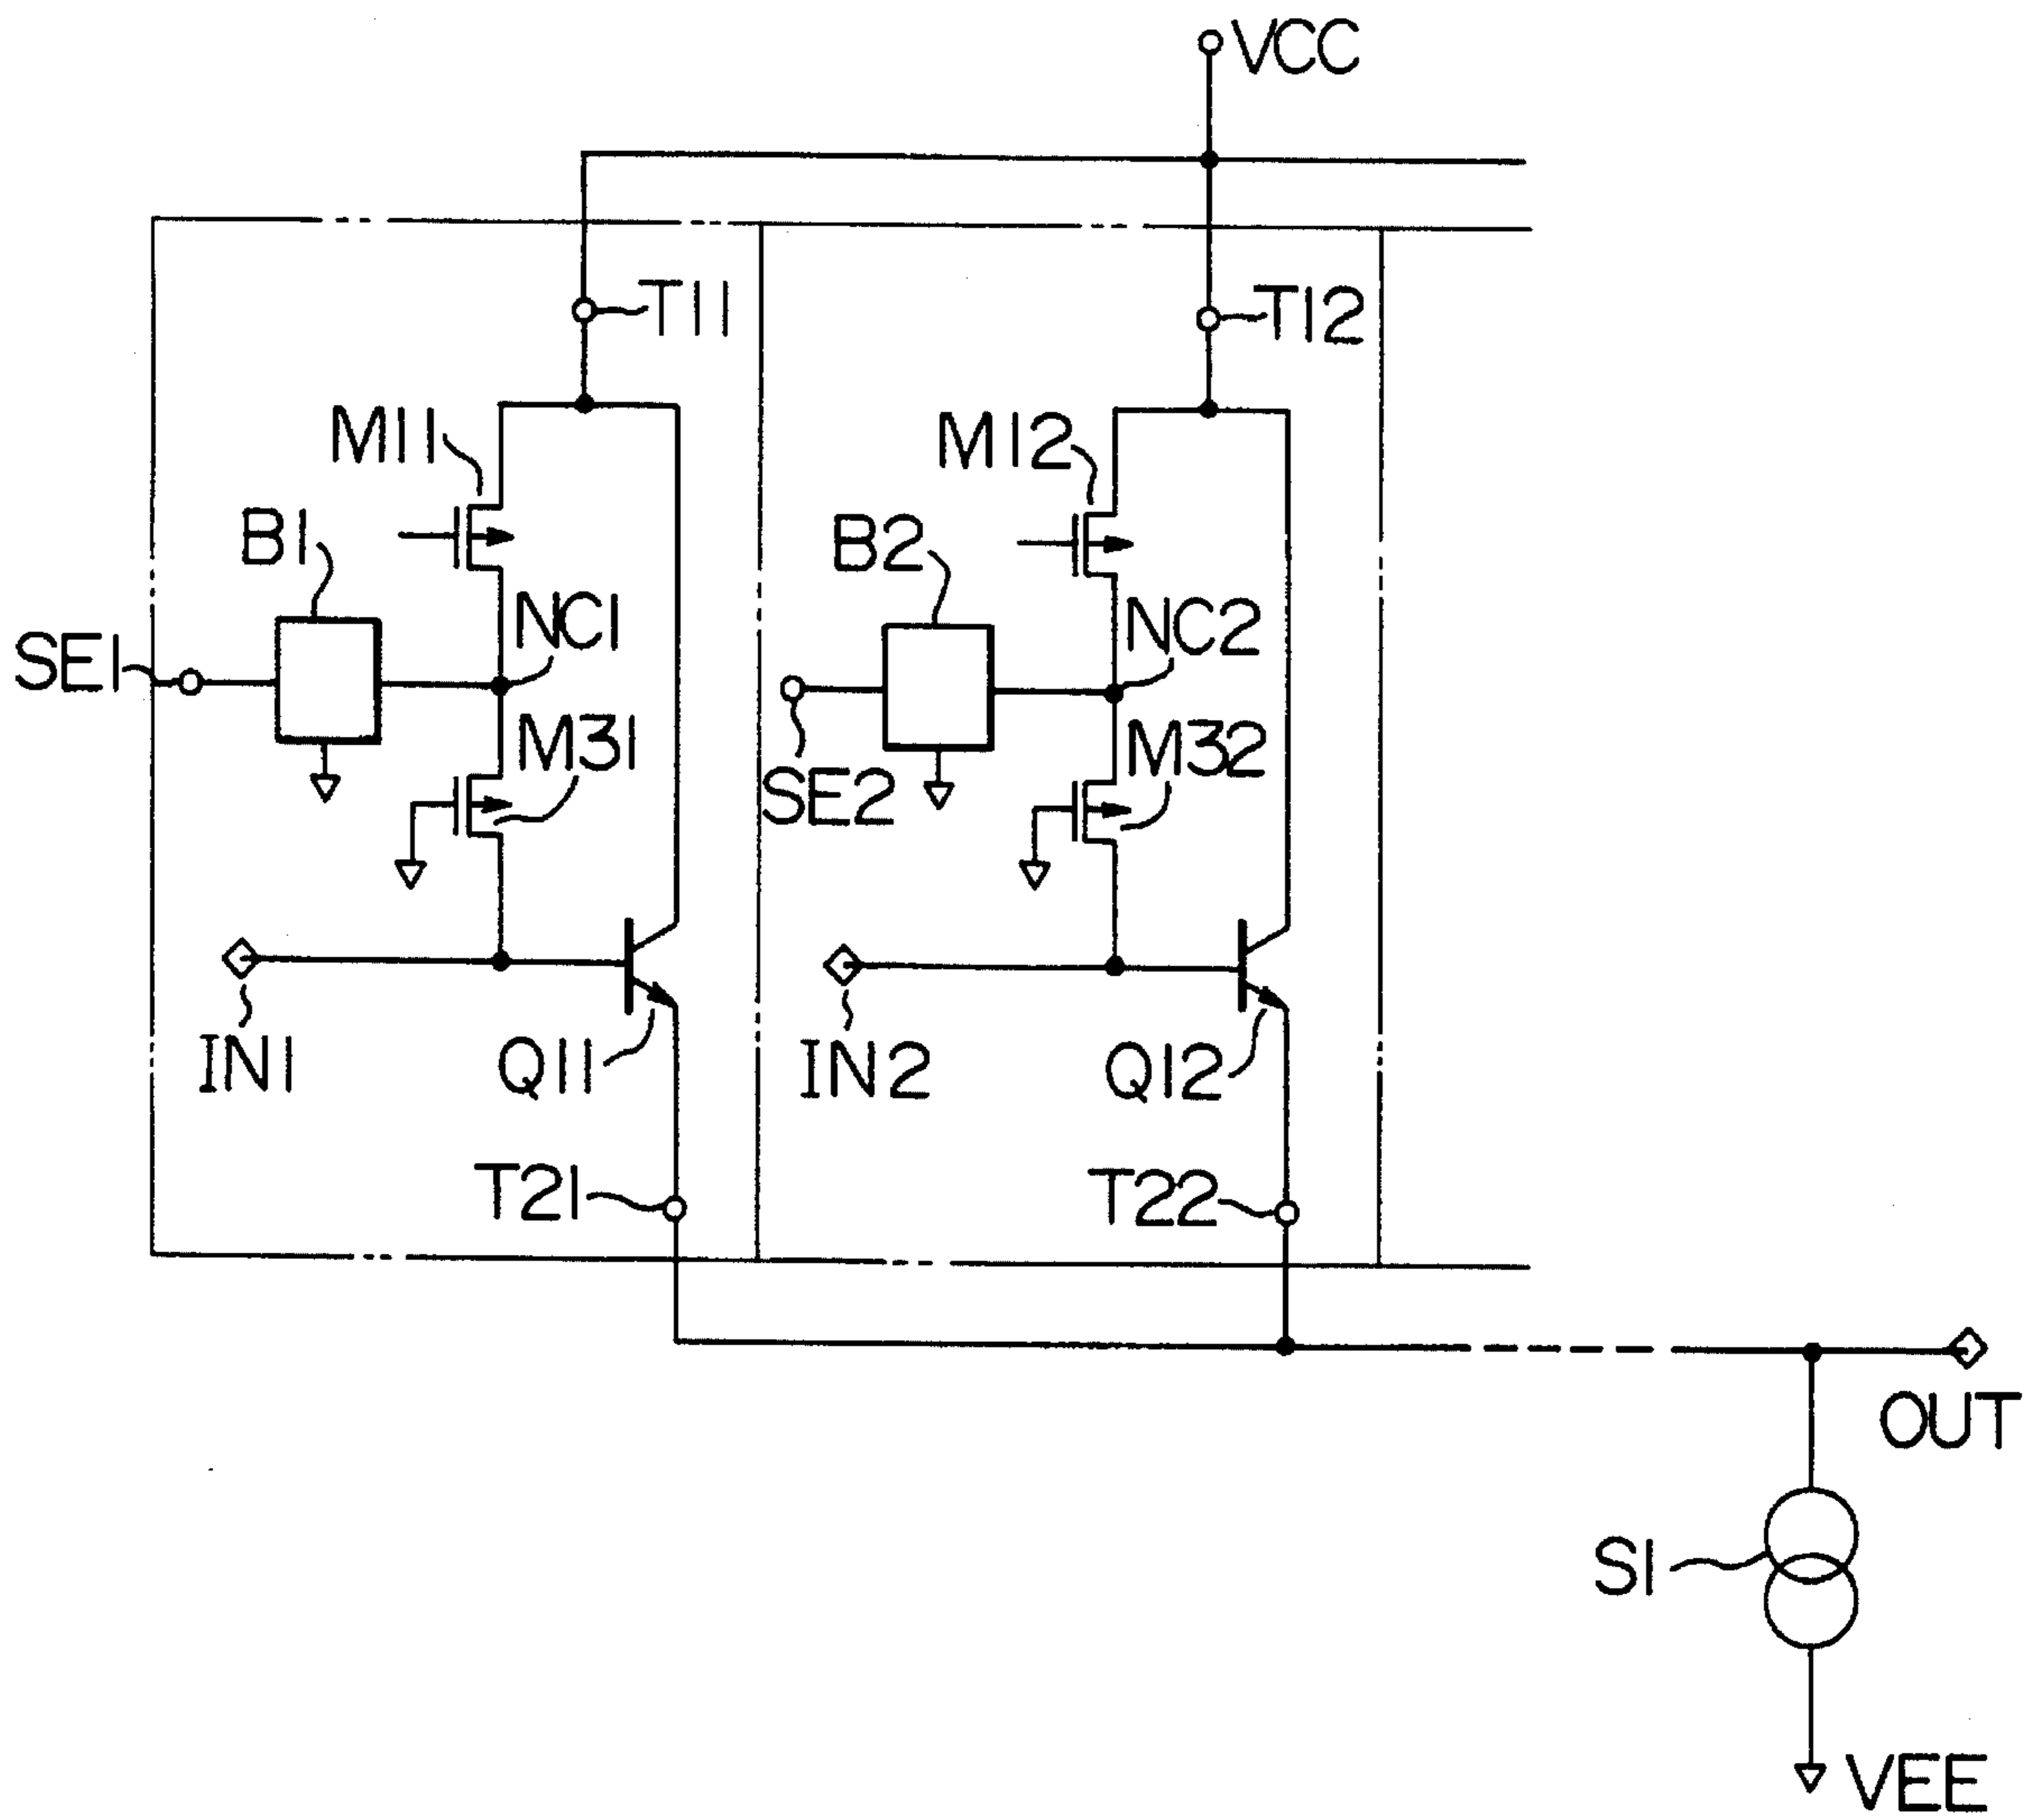 VCC
T11
T12
M11
M12
B1
B2
NC1
NC2
SE1
M31
M32
SE2
IN1
Q11
IN2
Q12
T21
T22
OUT
S1
VEE